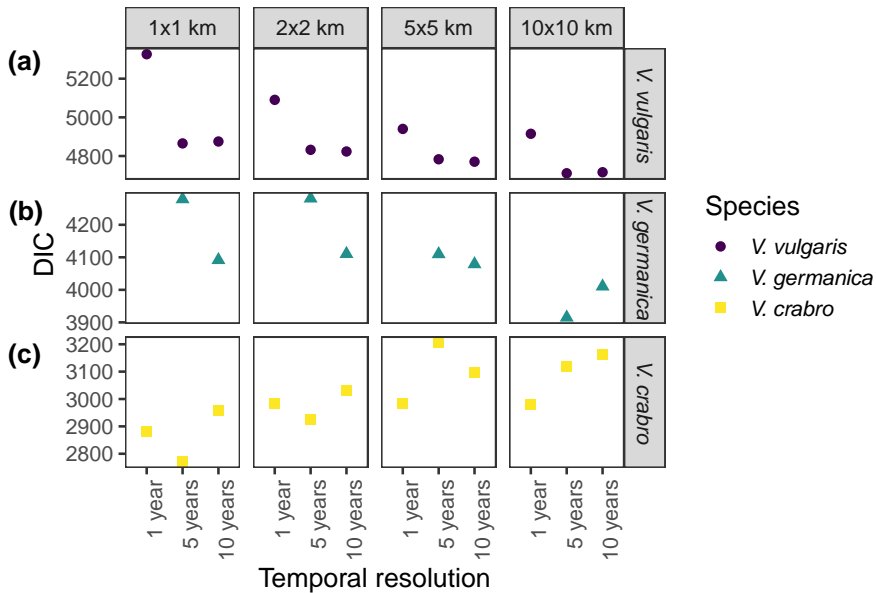 1x1 km
2x2 km
5x5 km
10x10 km
(a)
5200
5000
4800
V. vulgaris
(b)
4200
4100
4000
3900
V. germanica
(c)
3200
3100
3000
2900
2800
V. crabro
DIC
1 year
5 years
10 years
1 year
5 years
10 years
1 year
5 years
10 years
1 year
5 years
10 years
Temporal resolution
Species
V. vulgaris
V. germanica
V. crabro